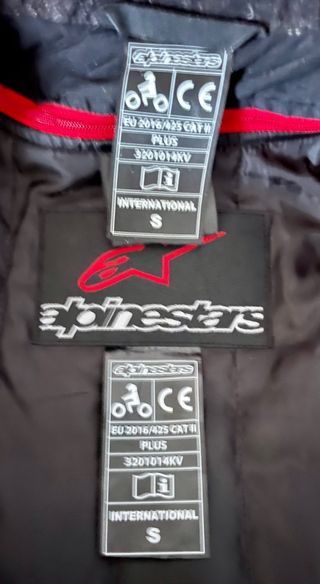 alpinestars
CE
EU 2016/425 CAT II
PLUS
3201014KV
i
INTERNATIONAL
S
alpinestars
alpinestars
CE
EU 2016/425 CAT II
PLUS
3201014KV
i
INTERNATIONAL
S